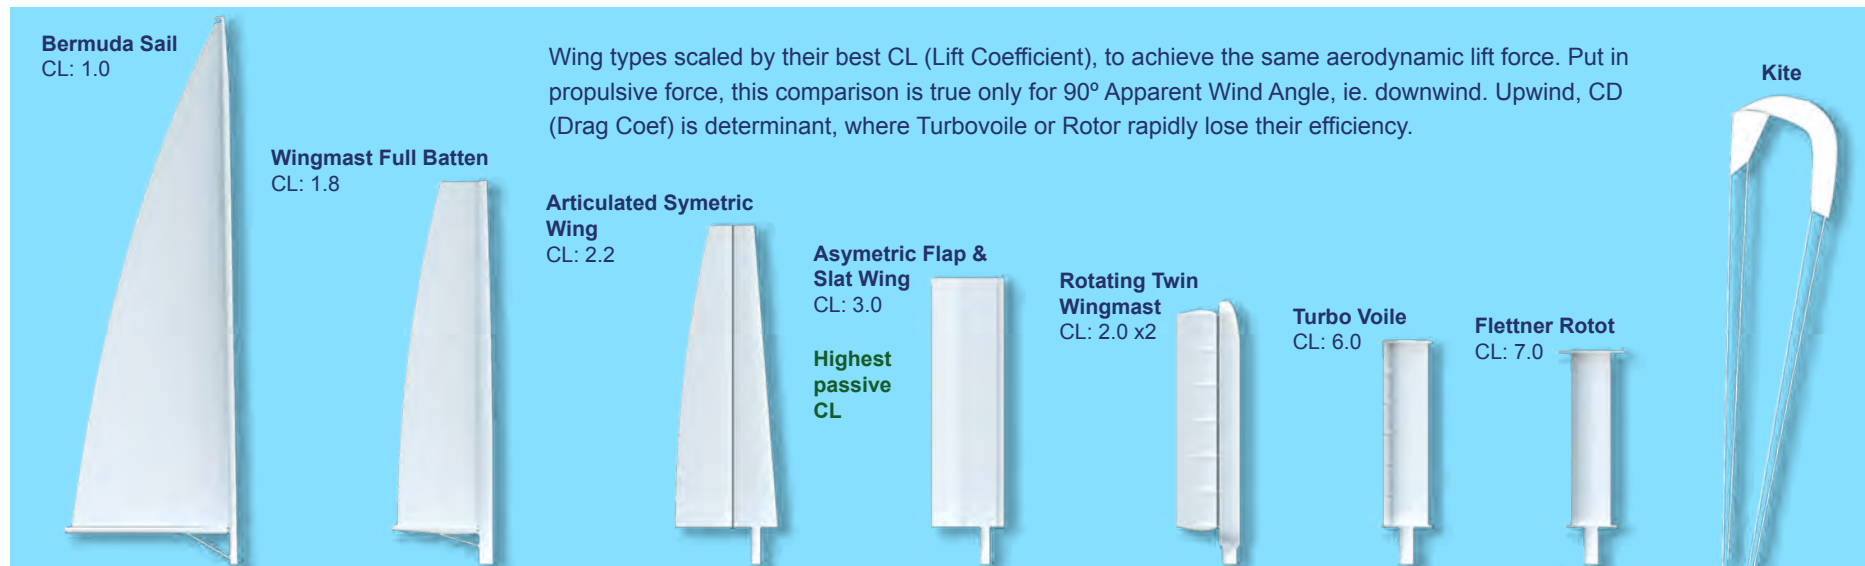 Bermuda Sail
CL: 1.0
Wing types scaled by their best CL (Lift Coefficient), to achieve the same aerodynamic lift force. Put in
propulsive force, this comparison is true only for 90º Apparent Wind Angle, ie. downwind. Upwind, CD
(Drag Coef) is determinant, where Turbovoile or Rotor rapidly lose their efficiency.
Kite
Wingmast Full Batten
CL: 1.8
Articulated Symetric
Wing
CL: 2.2
Asymetric Flap &
Slat Wing
CL: 3.0
Highest
passive
CL
Rotating Twin
Wingmast
CL: 2.0 x2
Turbo Voile
CL: 6.0
Flettner Rotot
CL: 7.0